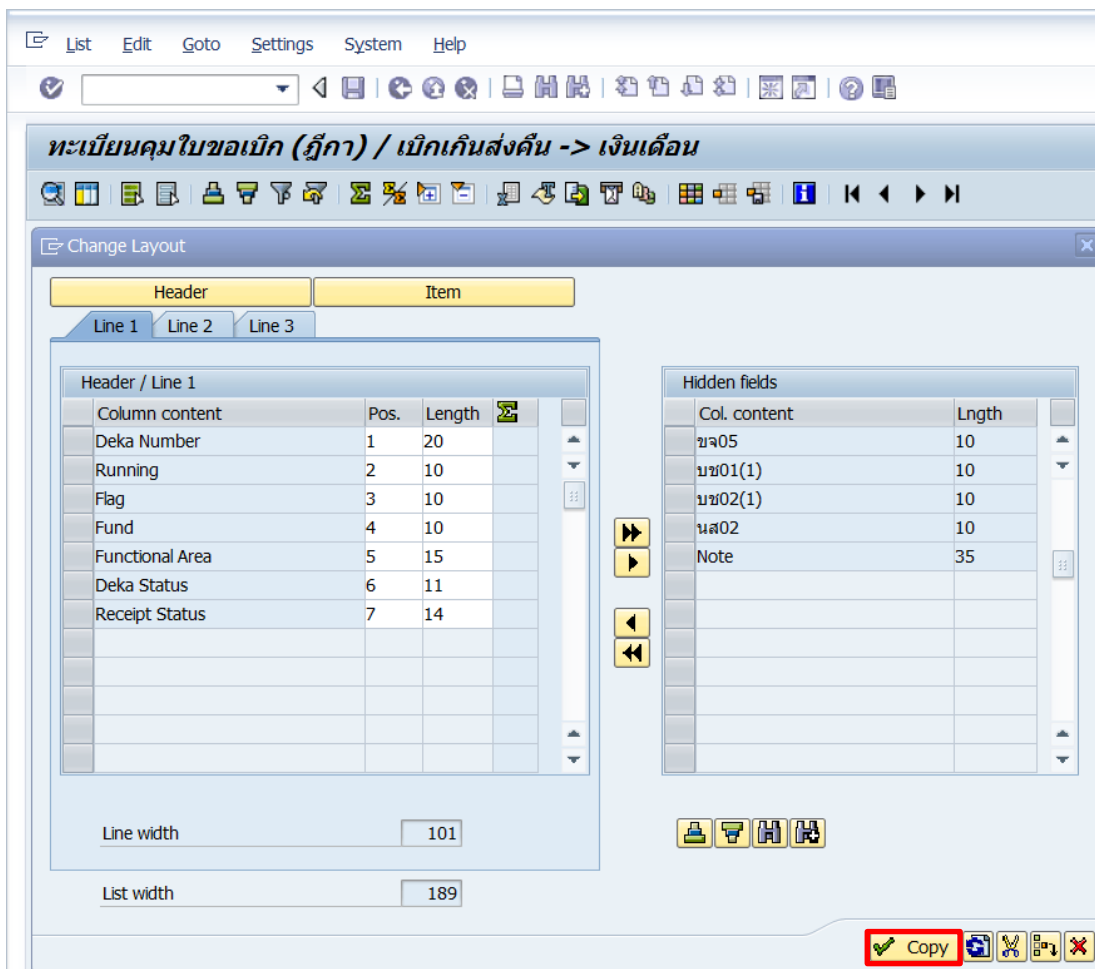 List Edit Goto Settings System Help
ทะเบียนคุมใบขอเบิก (ฎีกา) / เบิกเกินส่งคืน -> เงินเดือน
Change Layout
Header Item
Line 1 Line 2 Line 3
Header / Line 1 Hidden fields
Column content Pos. Length Col. content Lngth
Deka Number 1 20 ขจ05 10
Running 2 10 บช01(1) 10
Flag 3 10 บช02(1) 10
Fund 4 10 นส02 10
Functional Area 5 15 Note 35
Deka Status 6 11
Receipt Status 7 14
Line width 101
List width 189
Copy